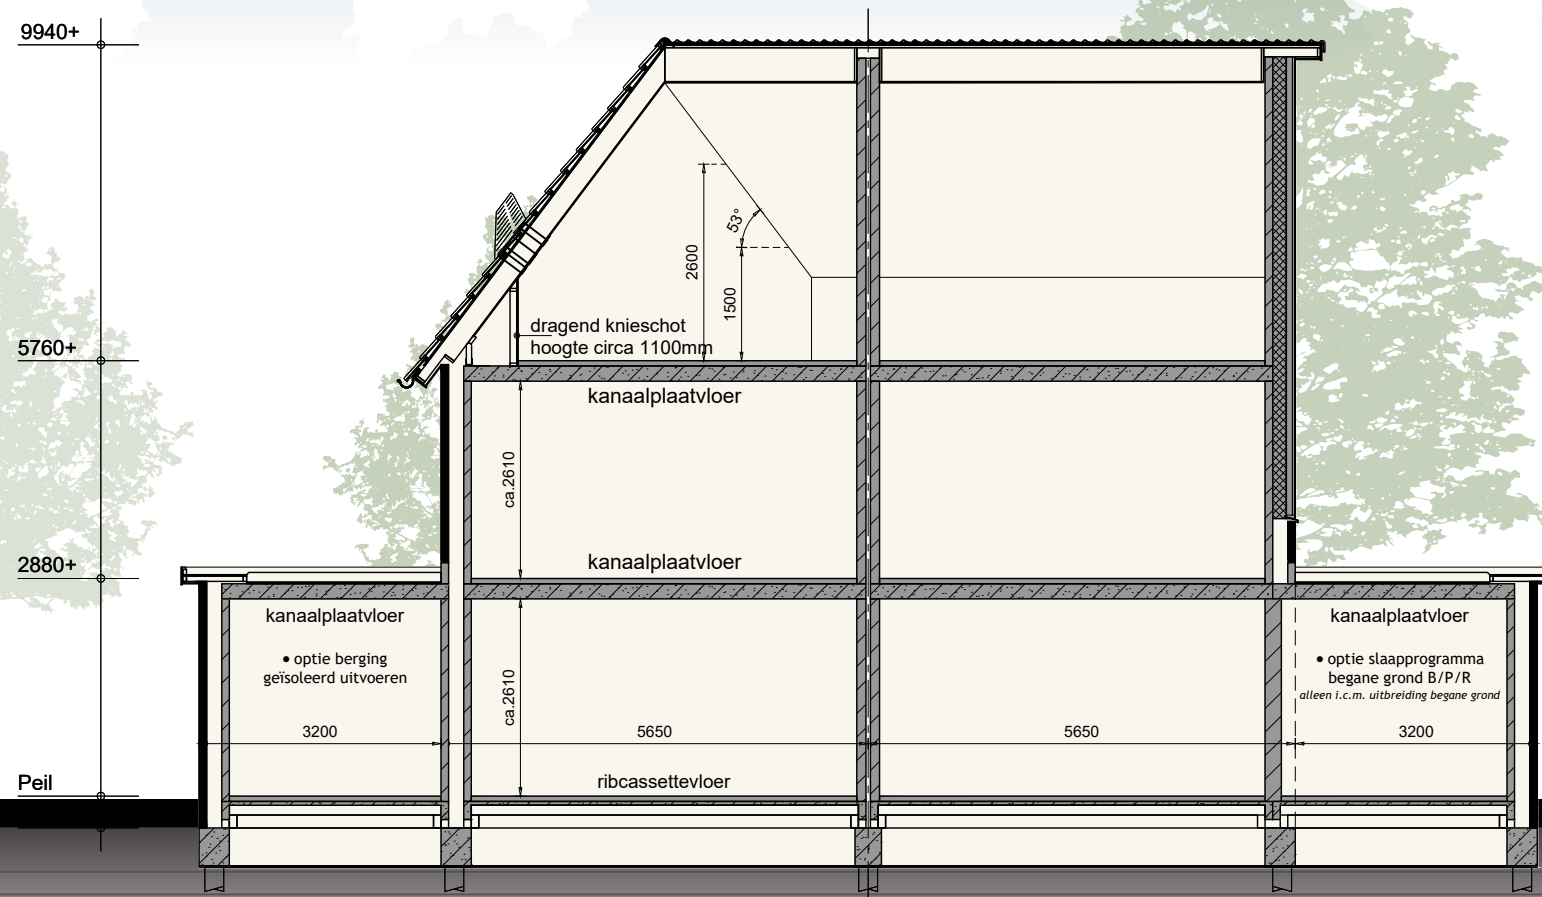 9940+
53°
2600
1500
dragend knieschot
hoogte circa 1100mm
5760+
kanaalplaatvloer
ca.2610
kanaalplaatvloer
2880+
kanaalplaatvloer
• optie berging
geïsoleerd uitvoeren
kanaalplaatvloer
• optie slaapprogramma
begane grond B/P/R
alleen i.c.m. uitbreiding begane grond
ca.2610
3200
5650
5650
3200
ribcassettevloer
Peil